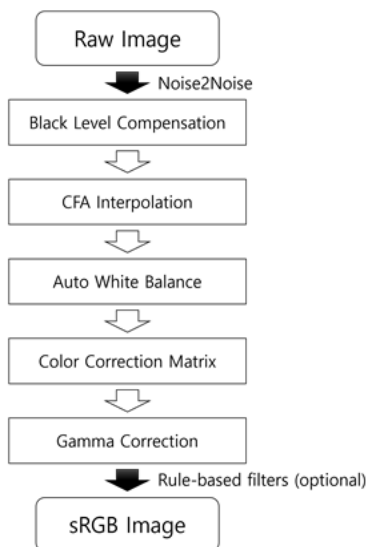 Raw Image
Noise2Noise
Black Level Compensation
CFA Interpolation
Auto White Balance
Color Correction Matrix
Gamma Correction
Rule-based filters (optional)
sRGB Image